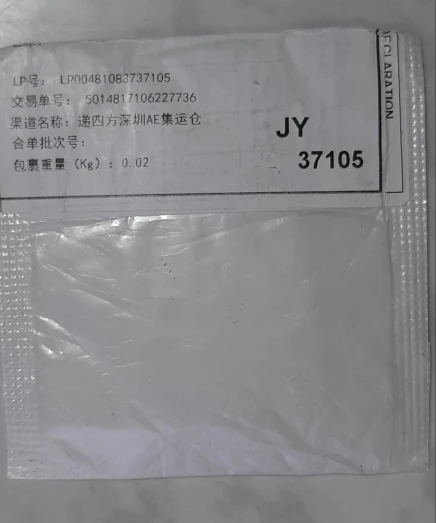 LP号: LP00481083737105
交易单号: 5014817106227736
渠道名称: 递四方深圳AE集运仓
合单批次号:
包裹重量(Kg): 0.02
JY
37105
DECLARATION